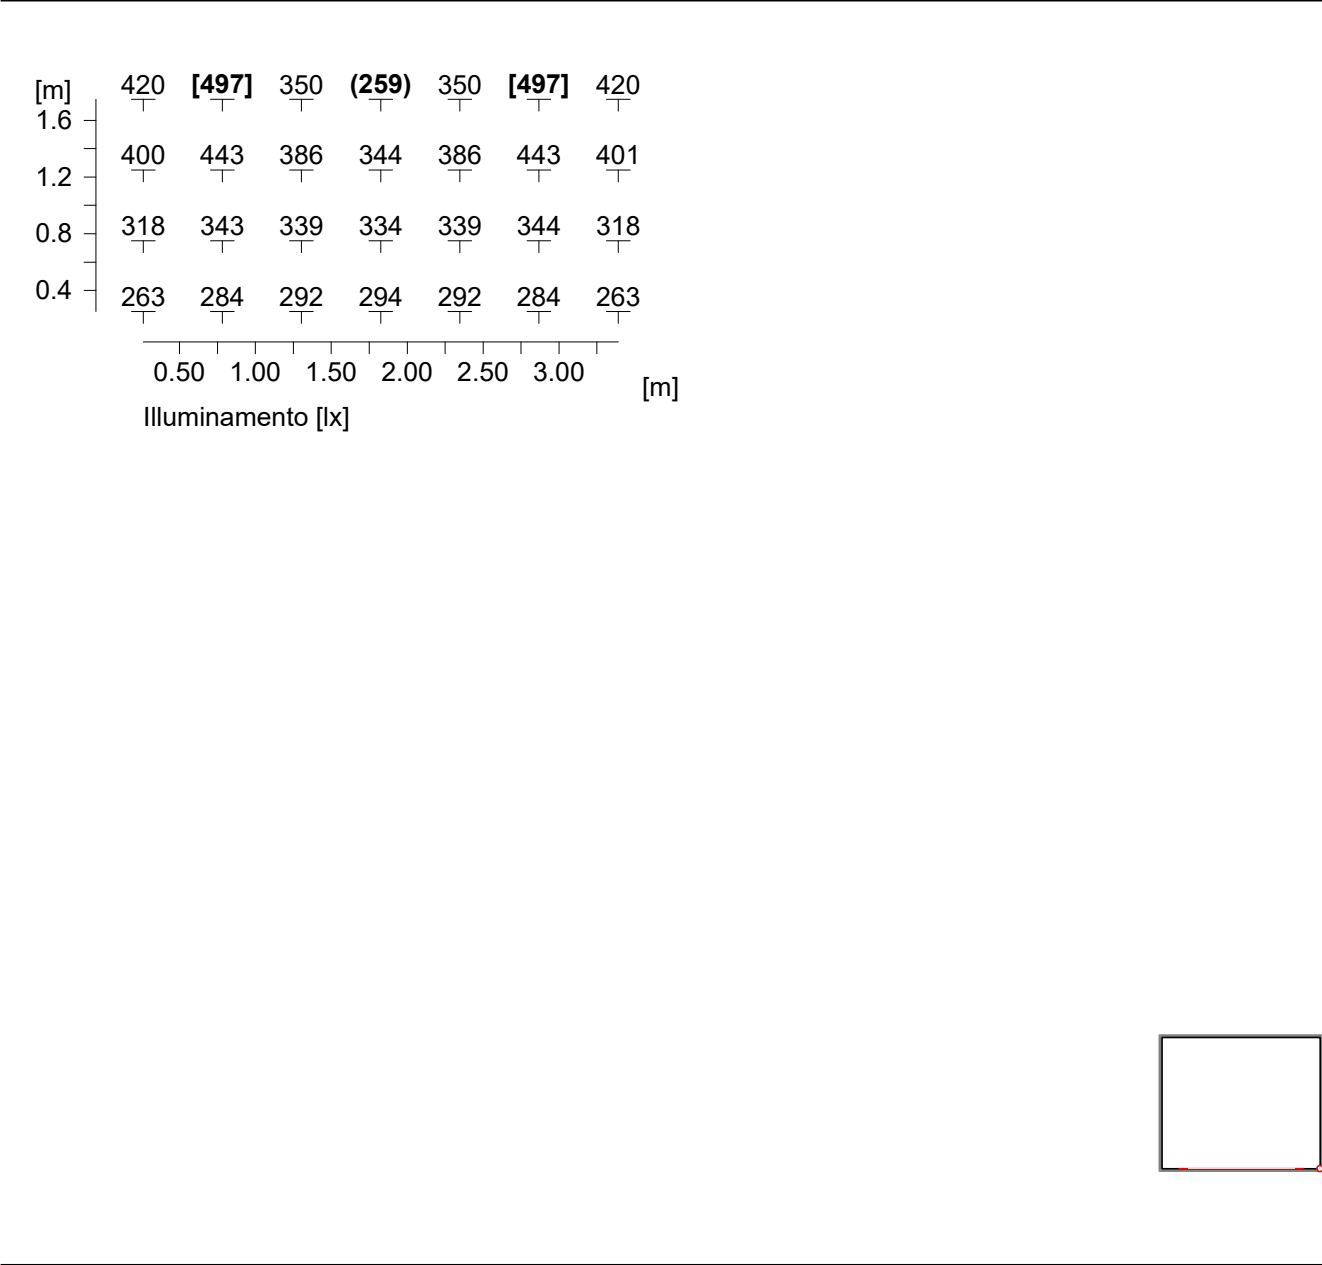 [m] 420 [497] 350 (259) 350 [497] 420
1.6
400 443 386 344 386 443 401
1.2
318 343 339 334 339 344 318
0.8
0.4 263 284 292 294 292 284 263
0.50 1.00 1.50 2.00 2.50 3.00
[m]
Illuminamento [lx]